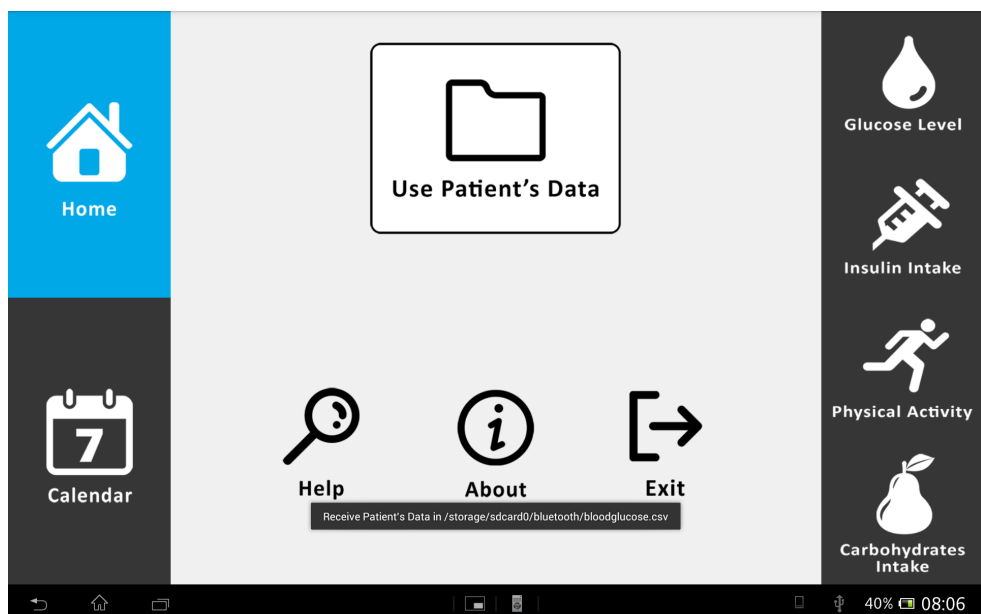 Home
7
Calendar
Use Patient's Data
Help
About
Exit
Receive Patient's Data in /storage/sdcard0/bluetooth/bloodglucose.csv
Glucose Level
Insulin Intake
Physical Activity
Carbohydrates
Intake
40%
08:06